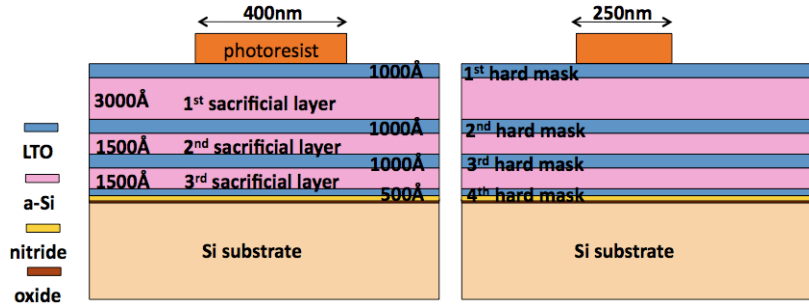 400nm
250nm
photoresist
1000Å
1st hard mask
3000Å
1st sacrificial layer
1000Å
2nd hard mask
1500Å
2nd sacrificial layer
1000Å
3rd hard mask
1500Å
3rd sacrificial layer
500Å
4th hard mask
LTO
a-Si
nitride
oxide
Si substrate
Si substrate